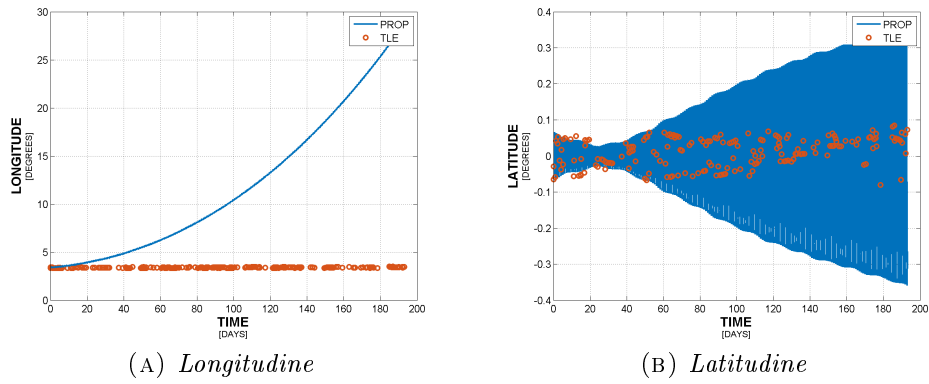 30
25
20
15
10
5
0
LONGITUDE
[DEGREES]
PROP
TLE
0 20 40 60 80 100 120 140 160 180 200
TIME
[DAYS]
(A) Longitudine
0.4
0.3
0.2
0.1
0
-0.1
-0.2
-0.3
-0.4
LATITUDE
[DEGREES]
PROP
TLE
0 20 40 60 80 100 120 140 160 180 200
TIME
[DAYS]
(B) Latitudine